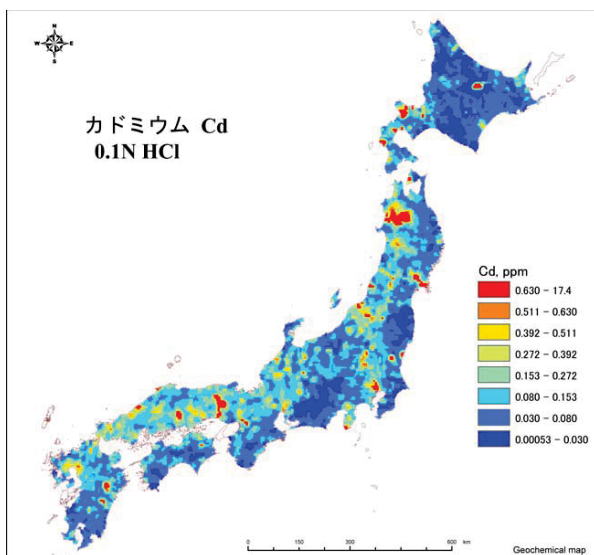 N
W E
S
カドミウム Cd
0.1N HCl
Cd, ppm
0.630 - 17.4
0.511 - 0.630
0.392 - 0.511
0.272 - 0.392
0.153 - 0.272
0.080 - 0.153
0.030 - 0.080
0.00053 - 0.030
0 150 300 600
km
Geochemical map